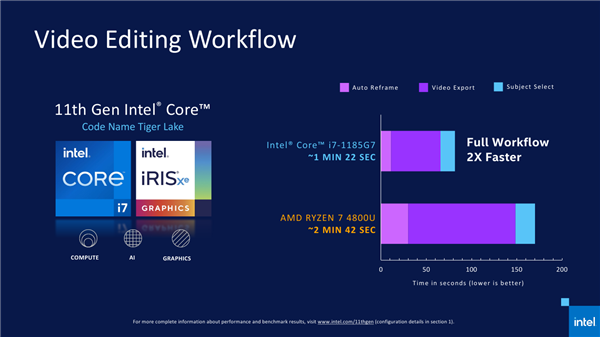 Video Editing Workflow
Auto Reframe
Video Export
Subject Select
11th Gen Intel® Core™
Code Name Tiger Lake
intel.
CORE
i7
intel.
iRIS Xe
GRAPHICS
COMPUTE
AI
GRAPHICS
Intel® Core™ i7-1185G7
~1 MIN 22 SEC
Full Workflow
2X Faster
AMD RYZEN 7 4800U
~2 MIN 42 SEC
0 50 100 150 200
Time in seconds (lower is better)
For more complete information about performance and benchmark results, visit www.intel.com/11thgen (configuration details in section 1).
intel